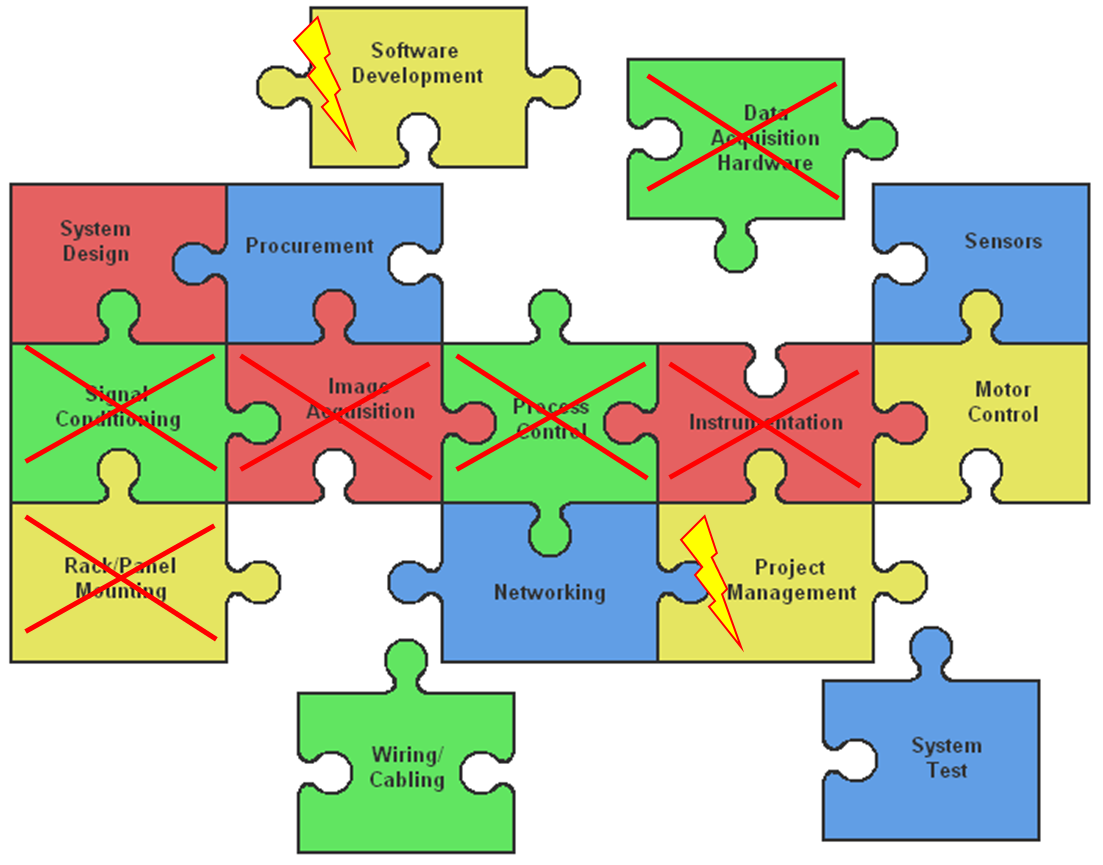 Software
Development
Data
Acquisition
Hardware
System
Design
Procurement
Sensors
Signal
Conditioning
Image
Acquisition
Process
Control
Instrumentation
Motor
Control
Rack/Panel
Mounting
Networking
Project
Management
Wiring/
Cabling
System
Test